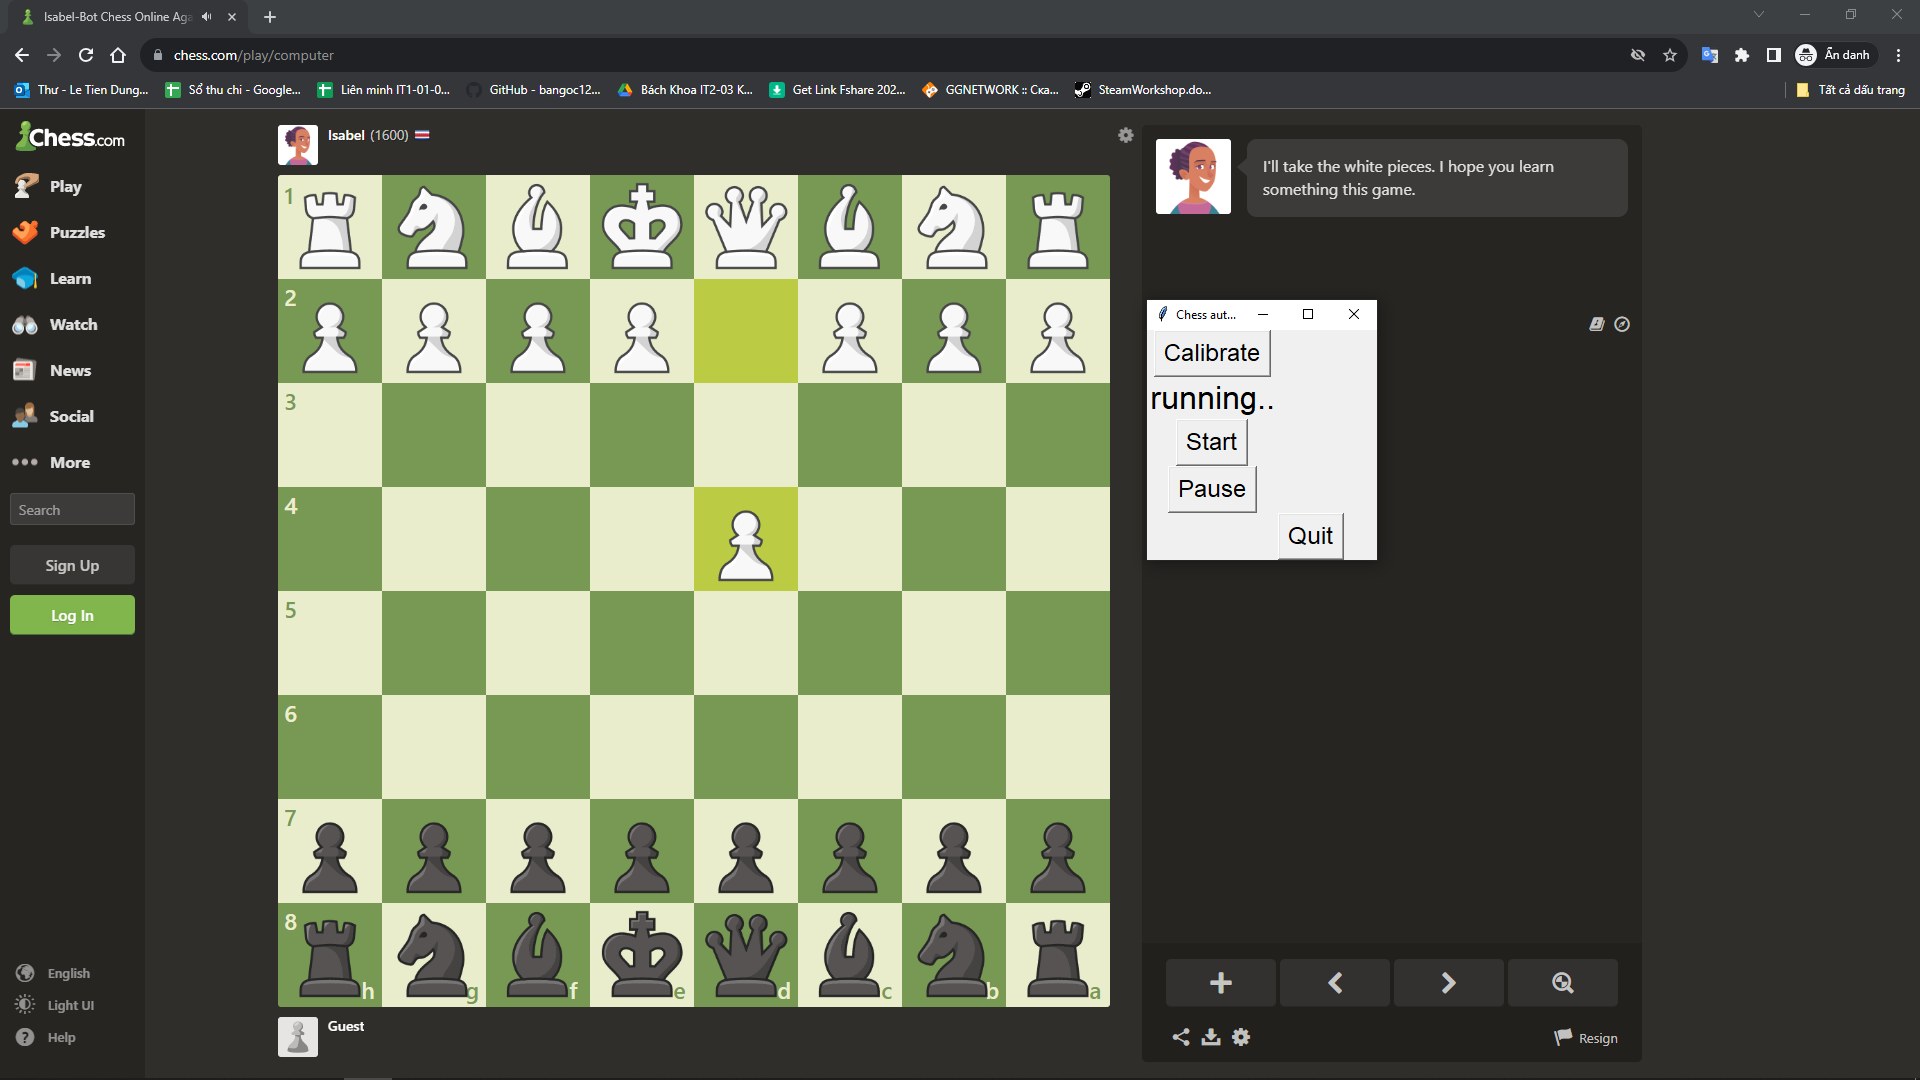 Isabel-Bot Chess Online Aga
chess.com/play/computer
Ẩn danh
Thư - Le Tien Dung...
Sổ thu chi - Google...
Liên minh IT1-01-0...
GitHub - bangoc12...
Bách Khoa IT2-03 K...
Get Link Fshare 202...
GGNETWORK :: Ска...
SteamWorkshop.do...
Tất cả dấu trang
Chess.com
Play
Puzzles
Learn
Watch
News
Social
More
Search
Sign Up
Log In
English
Light UI
Help
Isabel (1600)
1
2
3
4
5
6
7
8
h g f e d c b a
Guest
I'll take the white pieces. I hope you learn
something this game.
Chess aut...
Calibrate
running..
Start
Pause
Quit
Resign